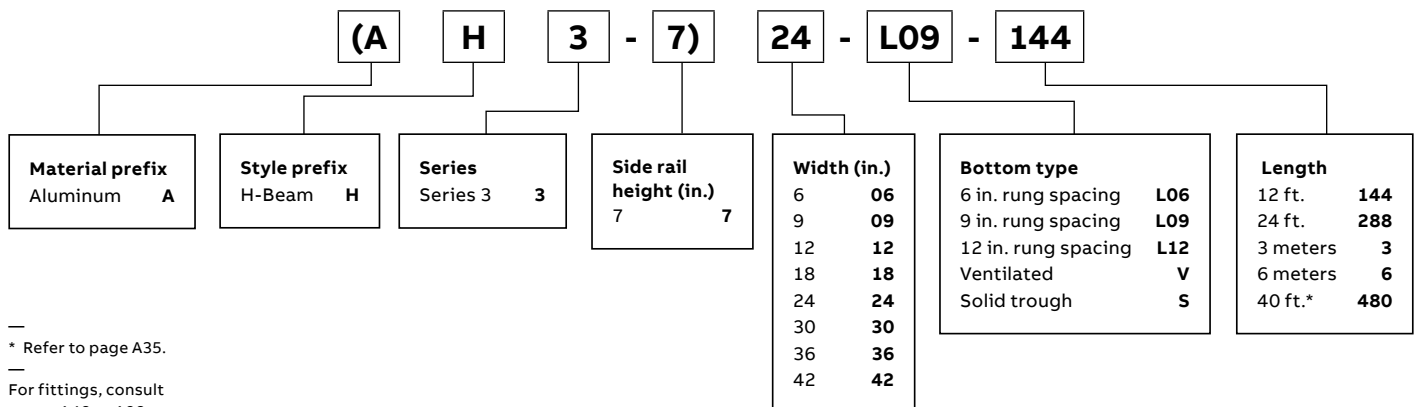 (A H 3 - 7) 24 - L09 - 144
Material prefix
Aluminum A
Style prefix
H-Beam H
Series
Series 3 3
Side rail
height (in.)
7 7
Width (in.)
6 06
9 09
12 12
18 18
24 24
30 30
36 36
42 42
Bottom type
6 in. rung spacing L06
9 in. rung spacing L09
12 in. rung spacing L12
Ventilated V
Solid trough S
Length
12 ft. 144
24 ft. 288
3 meters 3
6 meters 6
40 ft.* 480
—
* Refer to page A35.
—
For fittings, consult